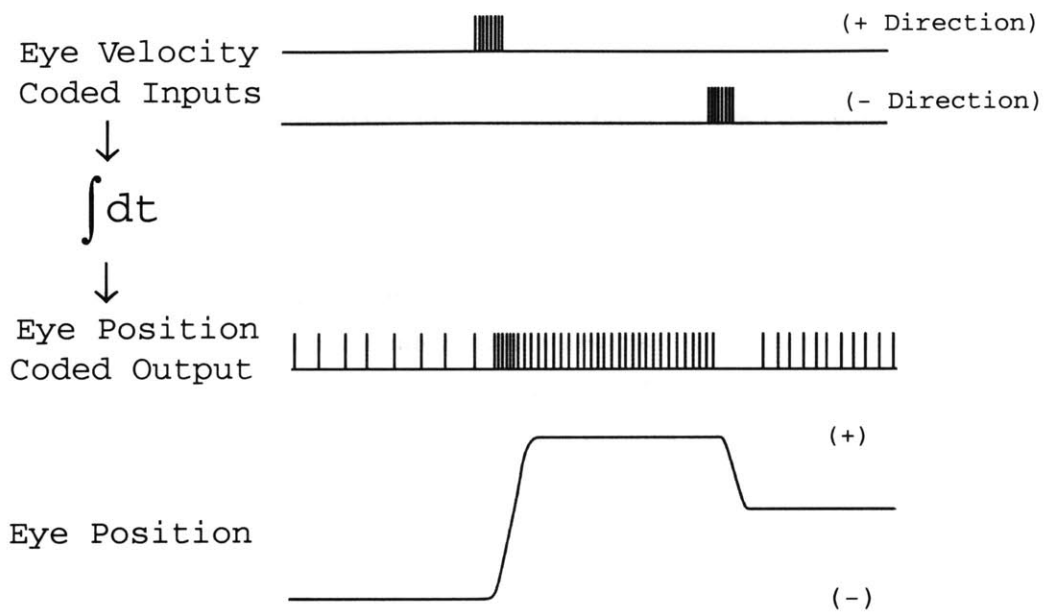 (+ Direction)
Eye Velocity
Coded Inputs
(- Direction)
∫dt
Eye Position
Coded Output
(+)
Eye Position
(-)